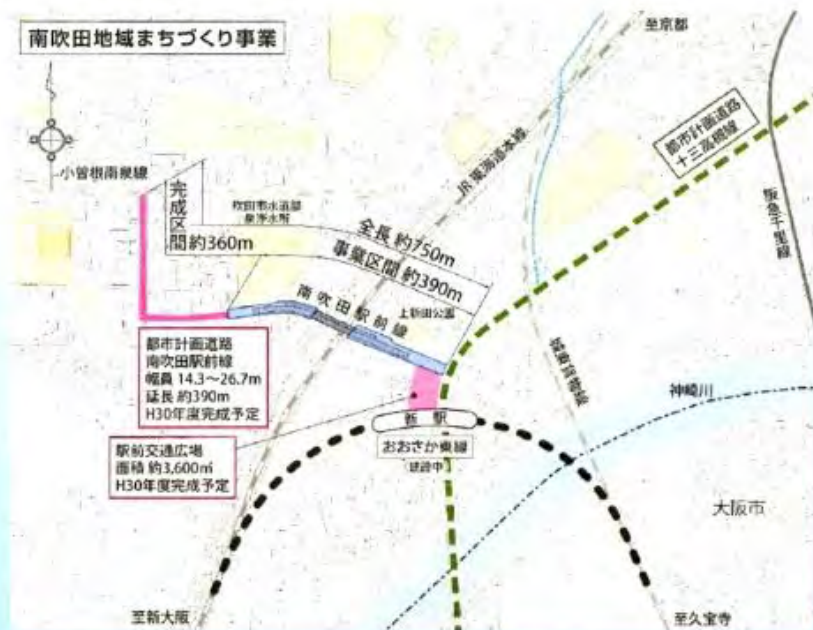 南吹田地域まちづくり事業
至京都
JR東海道本線
都市計画道路
十三高槻線
阪急千里線
小曽根南泉線
完成区間 約360m
吹田市水道部
泉浄水所
全長 約750m
事業区間 約390m
南吹田駅前線
上新田公園
都市計画道路
南吹田駅前線
幅員 14.3〜26.7m
延長 約390m
H30年度完成予定
城東貨物線
神崎川
駅前交通広場
面積 約3,600㎡
H30年度完成予定
新駅
おおさか東線
(建設中)
大阪市
至新大阪
至久宝寺